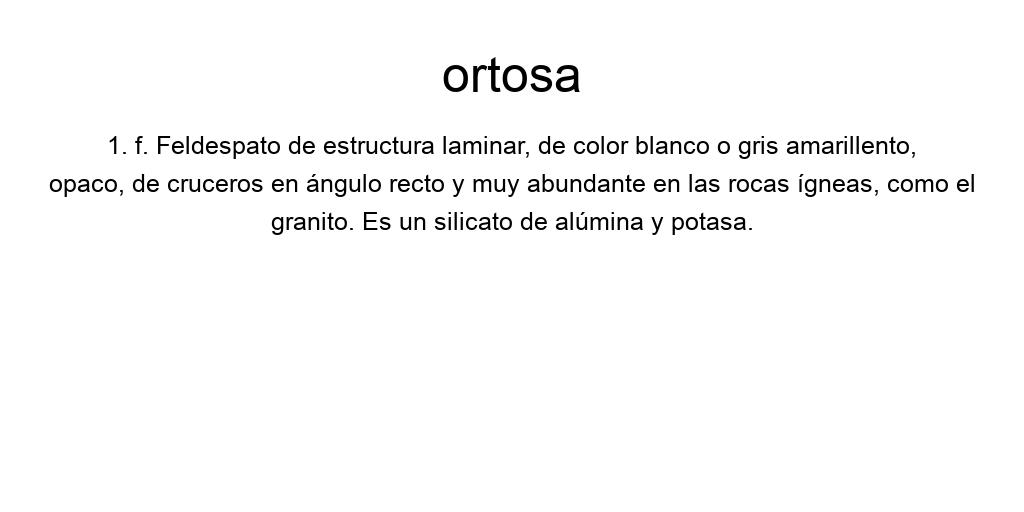 ortosa
1. f. Feldespato de estructura laminar, de color blanco o gris amarillento,
opaco, de cruceros en ángulo recto y muy abundante en las rocas ígneas, como el
granito. Es un silicato de alúmina y potasa.